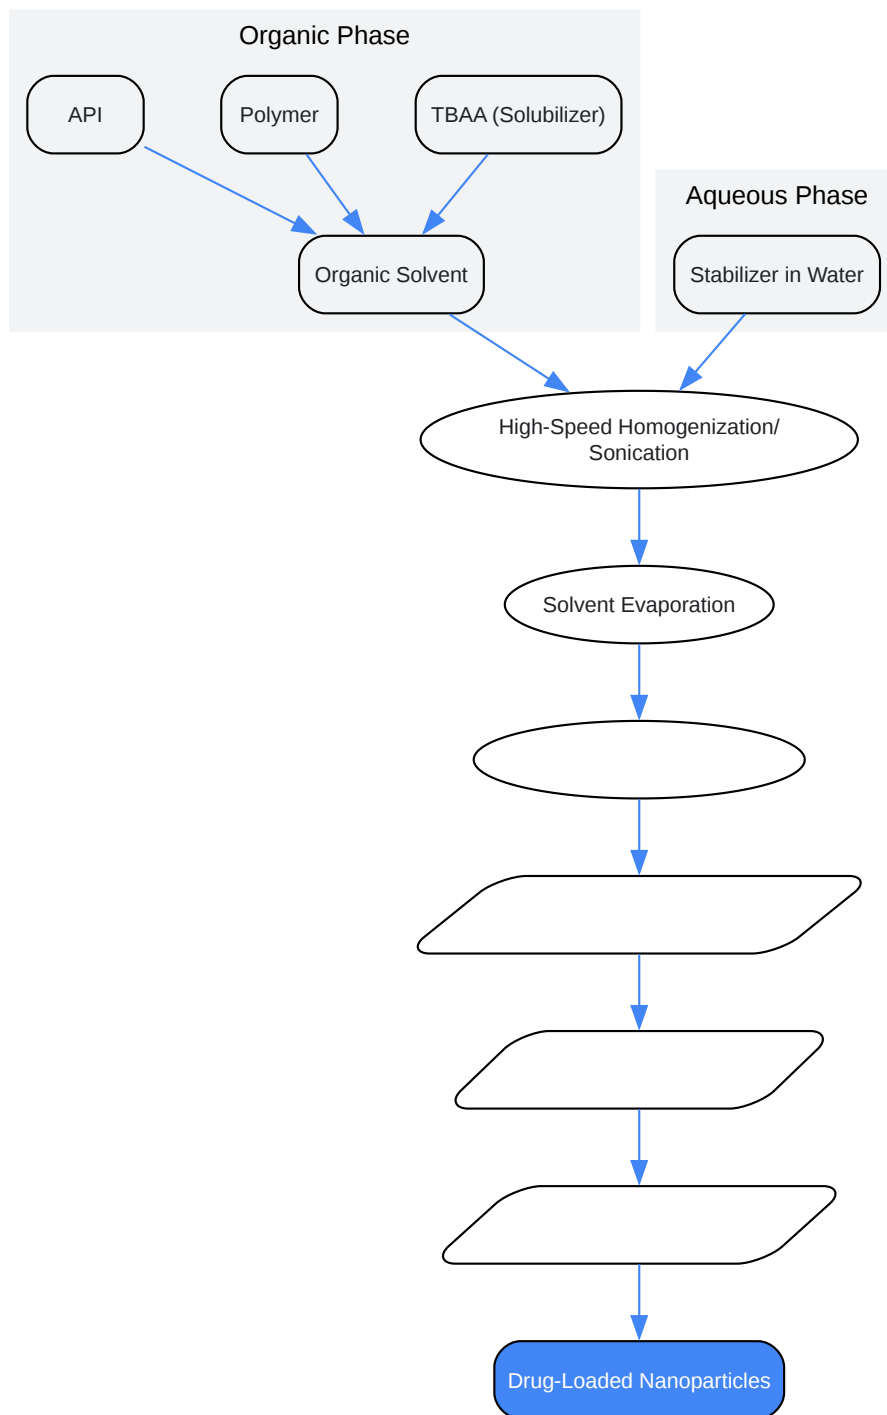 Organic Phase
API
Polymer
TBAA (Solubilizer)
Aqueous Phase
Organic Solvent
Stabilizer in Water
High-Speed Homogenization/
Sonication
Solvent Evaporation
Drug-Loaded Nanoparticles